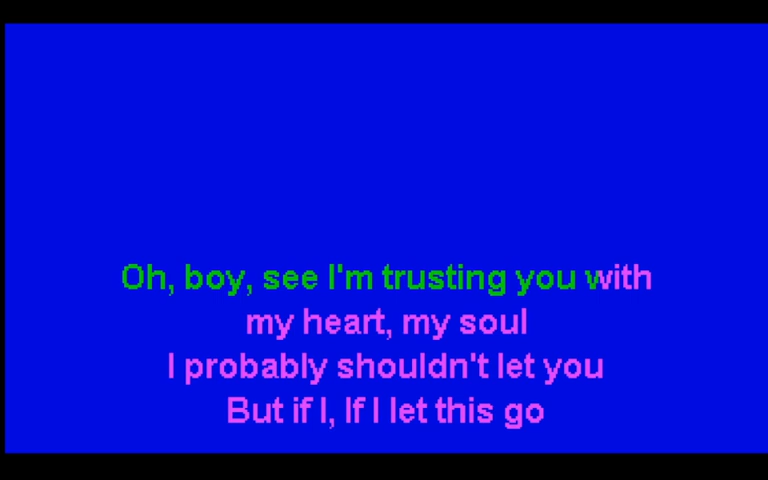 Oh, boy, see I'm trusting you with
my heart, my soul
I probably shouldn't let you
But if I, If I let this go